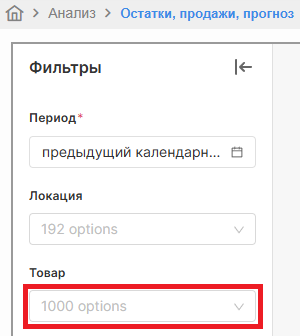 Анализ > Остатки, продажи, прогноз
Фильтры
Период*
предыдущий календарн...
Локация
192 options
Товар
1000 options